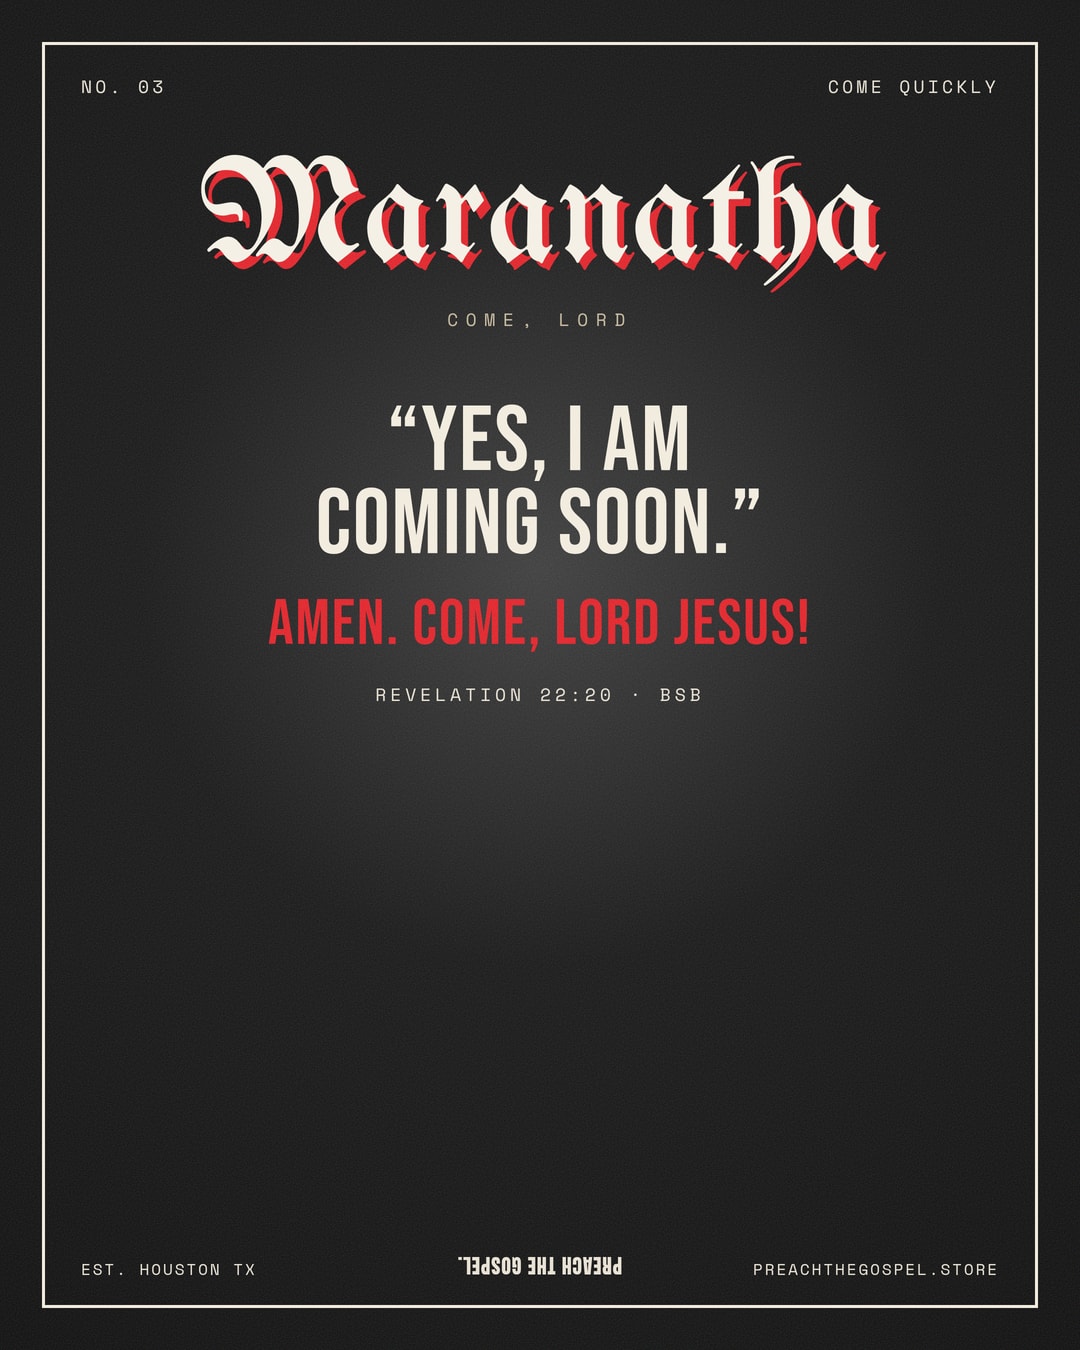 NO. 03
COME QUICKLY
Maranatha
COME, LORD
“YES, I AM
COMING SOON.”
AMEN. COME, LORD JESUS!
REVELATION 22:20 · BSB
EST. HOUSTON TX
PREACH THE GOSPEL.
PREACHTHEGOSPEL.STORE